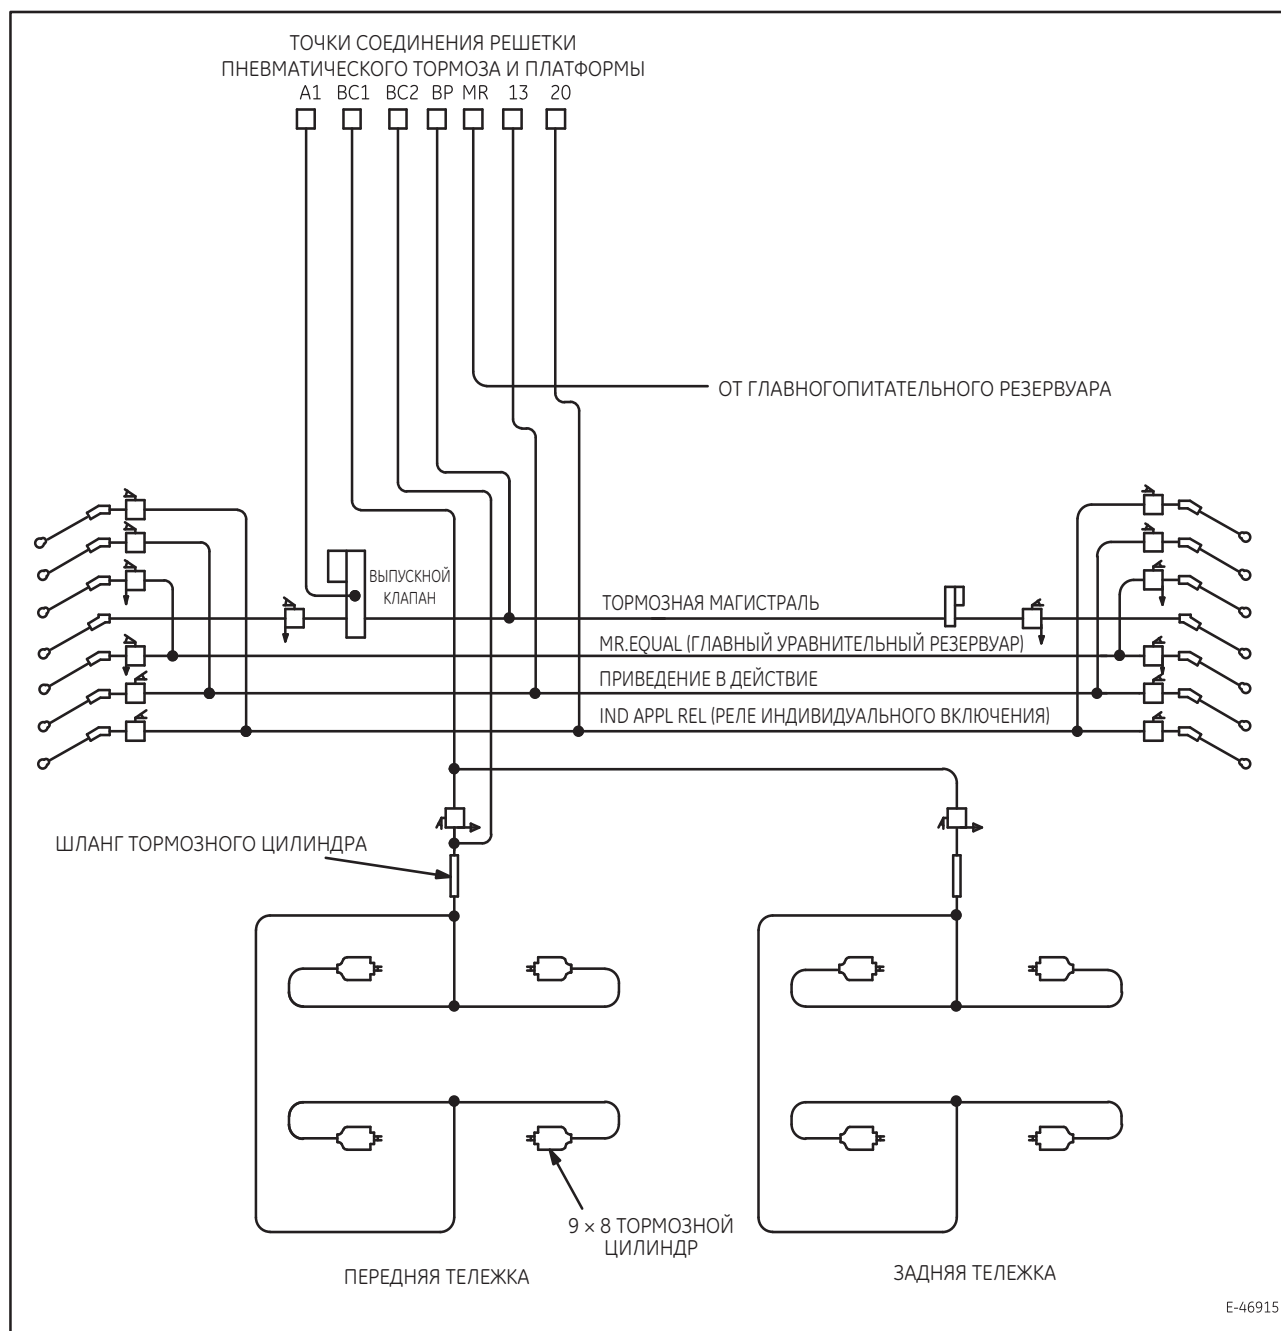 ТОЧКИ СОЕДИНЕНИЯ РЕШЕТКИ
ПНЕВМАТИЧЕСКОГО ТОРМОЗА И ПЛАТФОРМЫ
A1 BC1 BC2 BP MR 13 20
ОТ ГЛАВНОГОПИТАТЕЛЬНОГО РЕЗЕРВУАРА
ВЫПУСКНОЙ
КЛАПАН
ТОРМОЗНАЯ МАГИСТРАЛЬ
MR.EQUAL (ГЛАВНЫЙ УРАВНИТЕЛЬНЫЙ РЕЗЕРВУАР)
ПРИВЕДЕНИЕ В ДЕЙСТВИЕ
IND APPL REL (РЕЛЕ ИНДИВИДУАЛЬНОГО ВКЛЮЧЕНИЯ)
ШЛАНГ ТОРМОЗНОГО ЦИЛИНДРА
9 × 8 ТОРМОЗНОЙ
ЦИЛИНДР
ПЕРЕДНЯЯ ТЕЛЕЖКА
ЗАДНЯЯ ТЕЛЕЖКА
E-46915